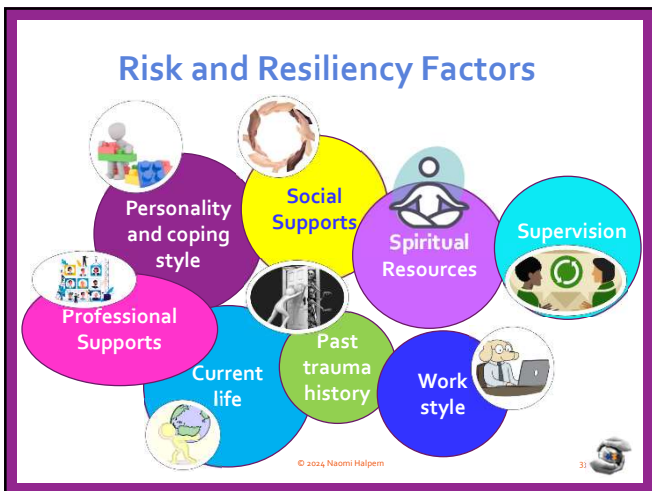 Risk and Resiliency Factors
Personality
and coping
style
Social
Supports
Spiritual
Resources
Supervision
Professional
Supports
Current
life
Past
trauma
history
Work
style
© 2024 Naomi Halpern